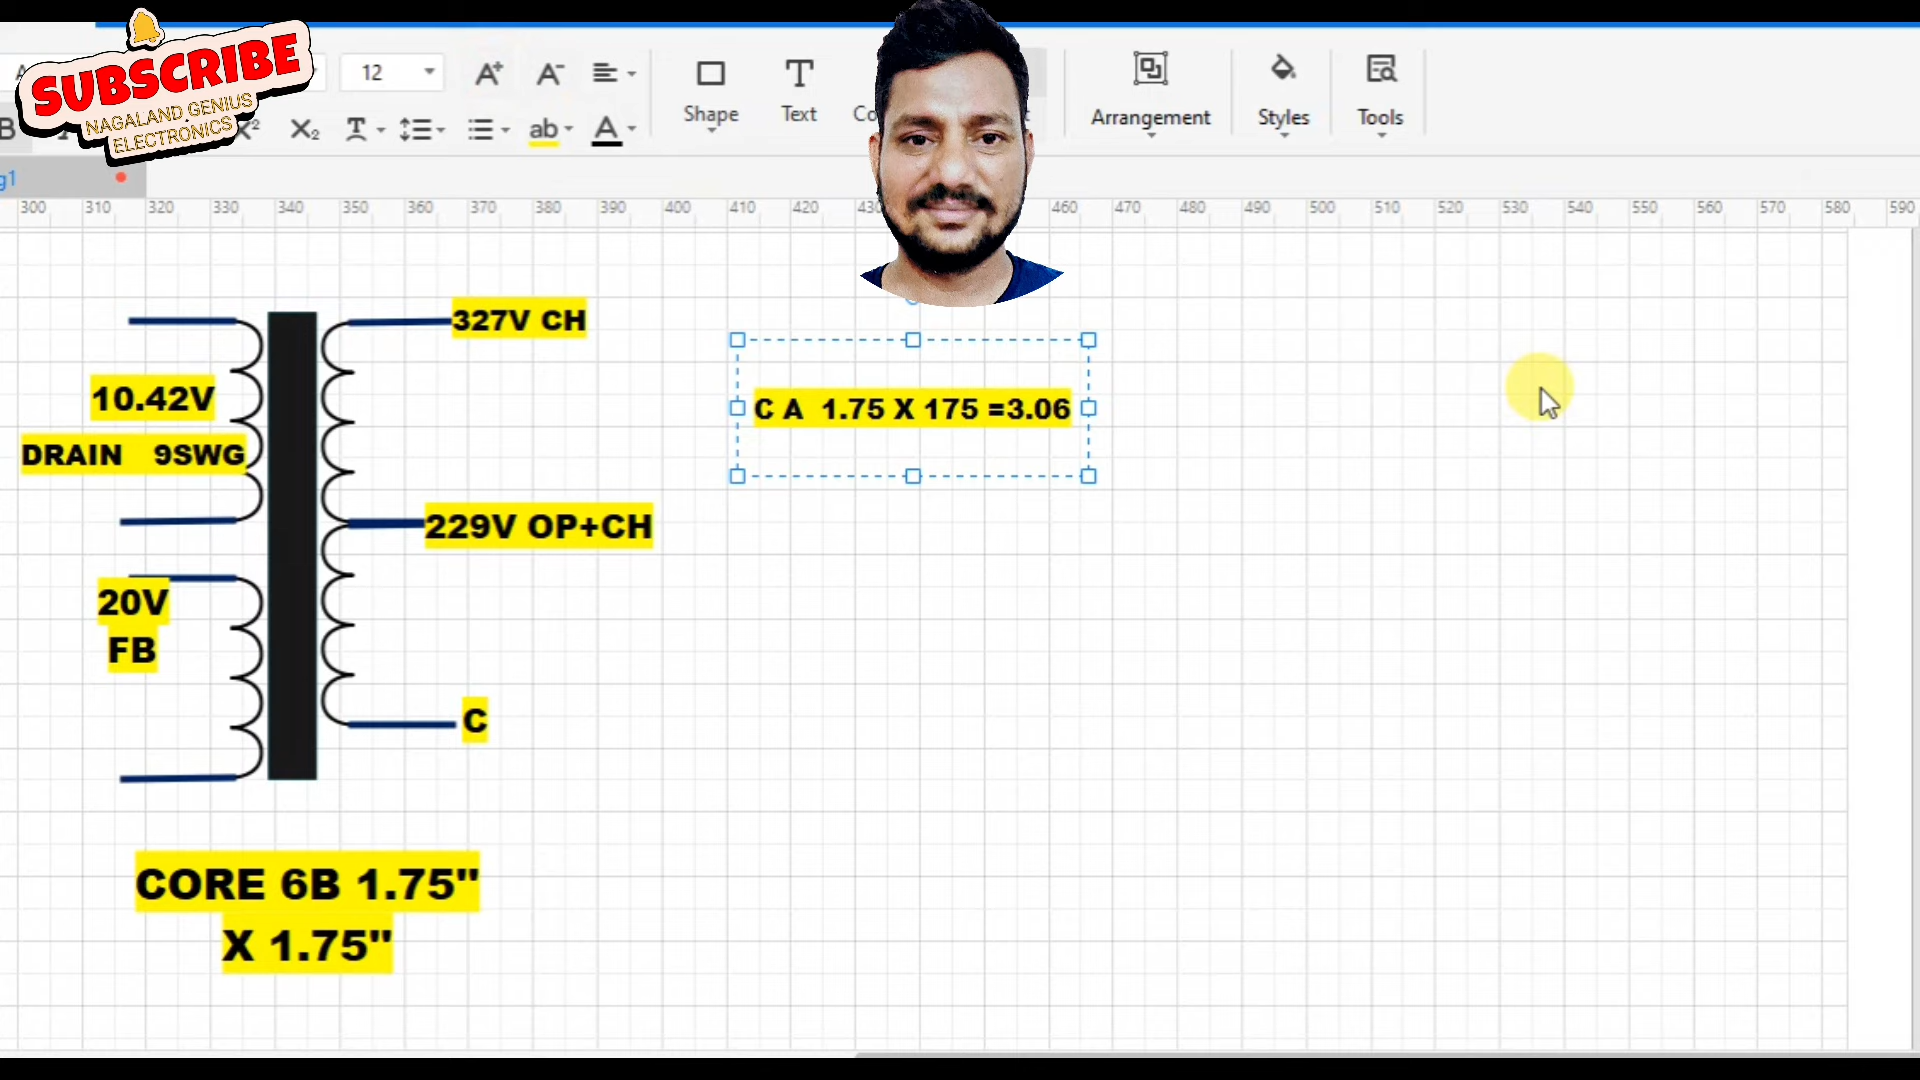 SUBSCRIBE
NAGALAND GENIUS
ELECTRONICS
12
Shape
Text
Arrangement
Styles
Tools
g1
300 310 320 330 340 350 360 370 380 390 400 410 420 430 460 470 480 490 500 510 520 530 540 550 560 570 580 590
327V CH
10.42V
C A 1.75 X 175 =3.06
DRAIN 9SWG
229V OP+CH
20V
FB
C
CORE 6B 1.75"
X 1.75"